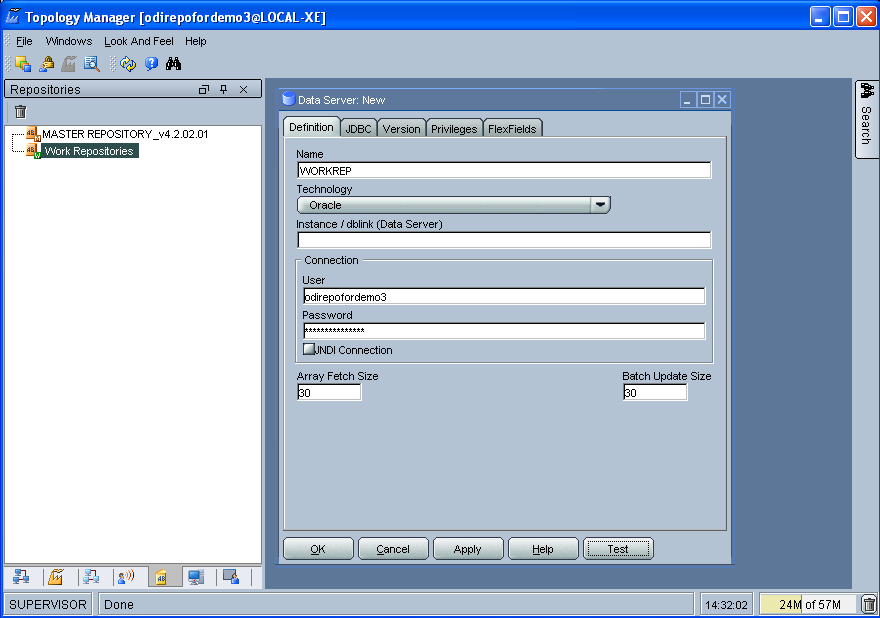 Topology Manager [odirepofordemo3@LOCAL-XE]
File Windows Look And Feel Help
Repositories
MASTER REPOSITORY_v4.2.02.01
Work Repositories
Data Server: New
Definition JDBC Version Privileges FlexFields
Name
WORKREP
Technology
Oracle
Instance / dblink (Data Server)
Connection
User
odirepofordemo3
Password
***************
JNDI Connection
Array Fetch Size Batch Update Size
30 30
OK Cancel Apply Help Test
Search
SUPERVISOR Done 14:32:02 24M of 57M